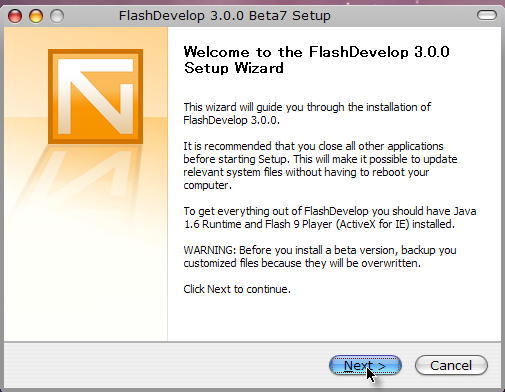 FlashDevelop 3.0.0 Beta7 Setup
Welcome to the FlashDevelop 3.0.0
Setup Wizard
This wizard will guide you through the installation of
FlashDevelop 3.0.0.
It is recommended that you close all other applications
before starting Setup. This will make it possible to update
relevant system files without having to reboot your
computer.
To get everything out of FlashDevelop you should have Java
1.6 Runtime and Flash 9 Player (ActiveX for IE) installed.
WARNING: Before you install a beta version, backup you
customized files because they will be overwritten.
Click Next to continue.
Next >
Cancel